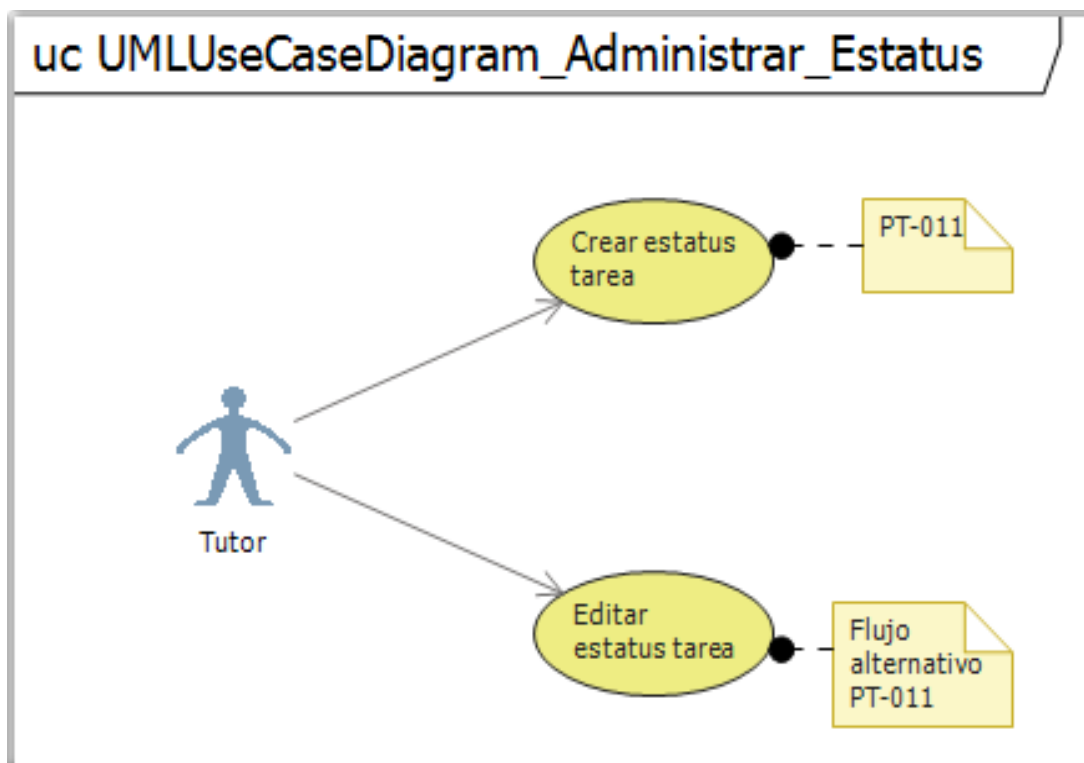 uc UMLUseCaseDiagram_Administrar_Estatus
Crear estatus
tarea
PT-011
Tutor
Editar
estatus tarea
Flujo
alternativo
PT-011